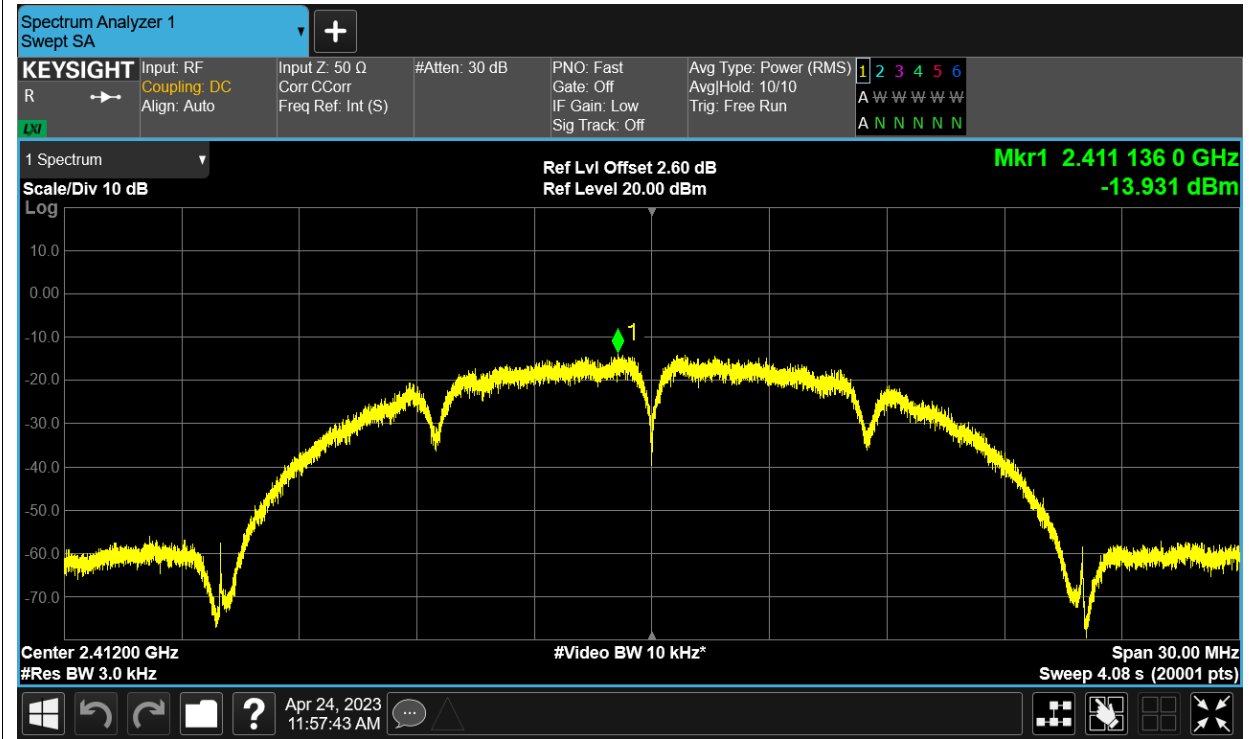 Spectrum Analyzer 1
Swept SA
KEYSIGHT Input: RF Input Z: 50 Ω #Atten: 30 dB PNO: Fast Avg Type: Power (RMS) 1 2 3 4 5 6
R Coupling: DC Corr CCorr Gate: Off Avg|Hold: 10/10 A W W W W W
Align: Auto Freq Ref: Int (S) IF Gain: Low Trig: Free Run
LXI Sig Track: Off A N N N N N
1 Spectrum Ref Lvl Offset 2.60 dB Mkr1 2.411 136 0 GHz
Scale/Div 10 dB Ref Level 20.00 dBm -13.931 dBm
Log
10.0
0.00
1
-10.0
-20.0
-30.0
-40.0
-50.0
-60.0
-70.0
Center 2.41200 GHz #Video BW 10 kHz* Span 30.00 MHz
#Res BW 3.0 kHz Sweep 4.08 s (20001 pts)
? Apr 24, 2023
11:57:43 AM